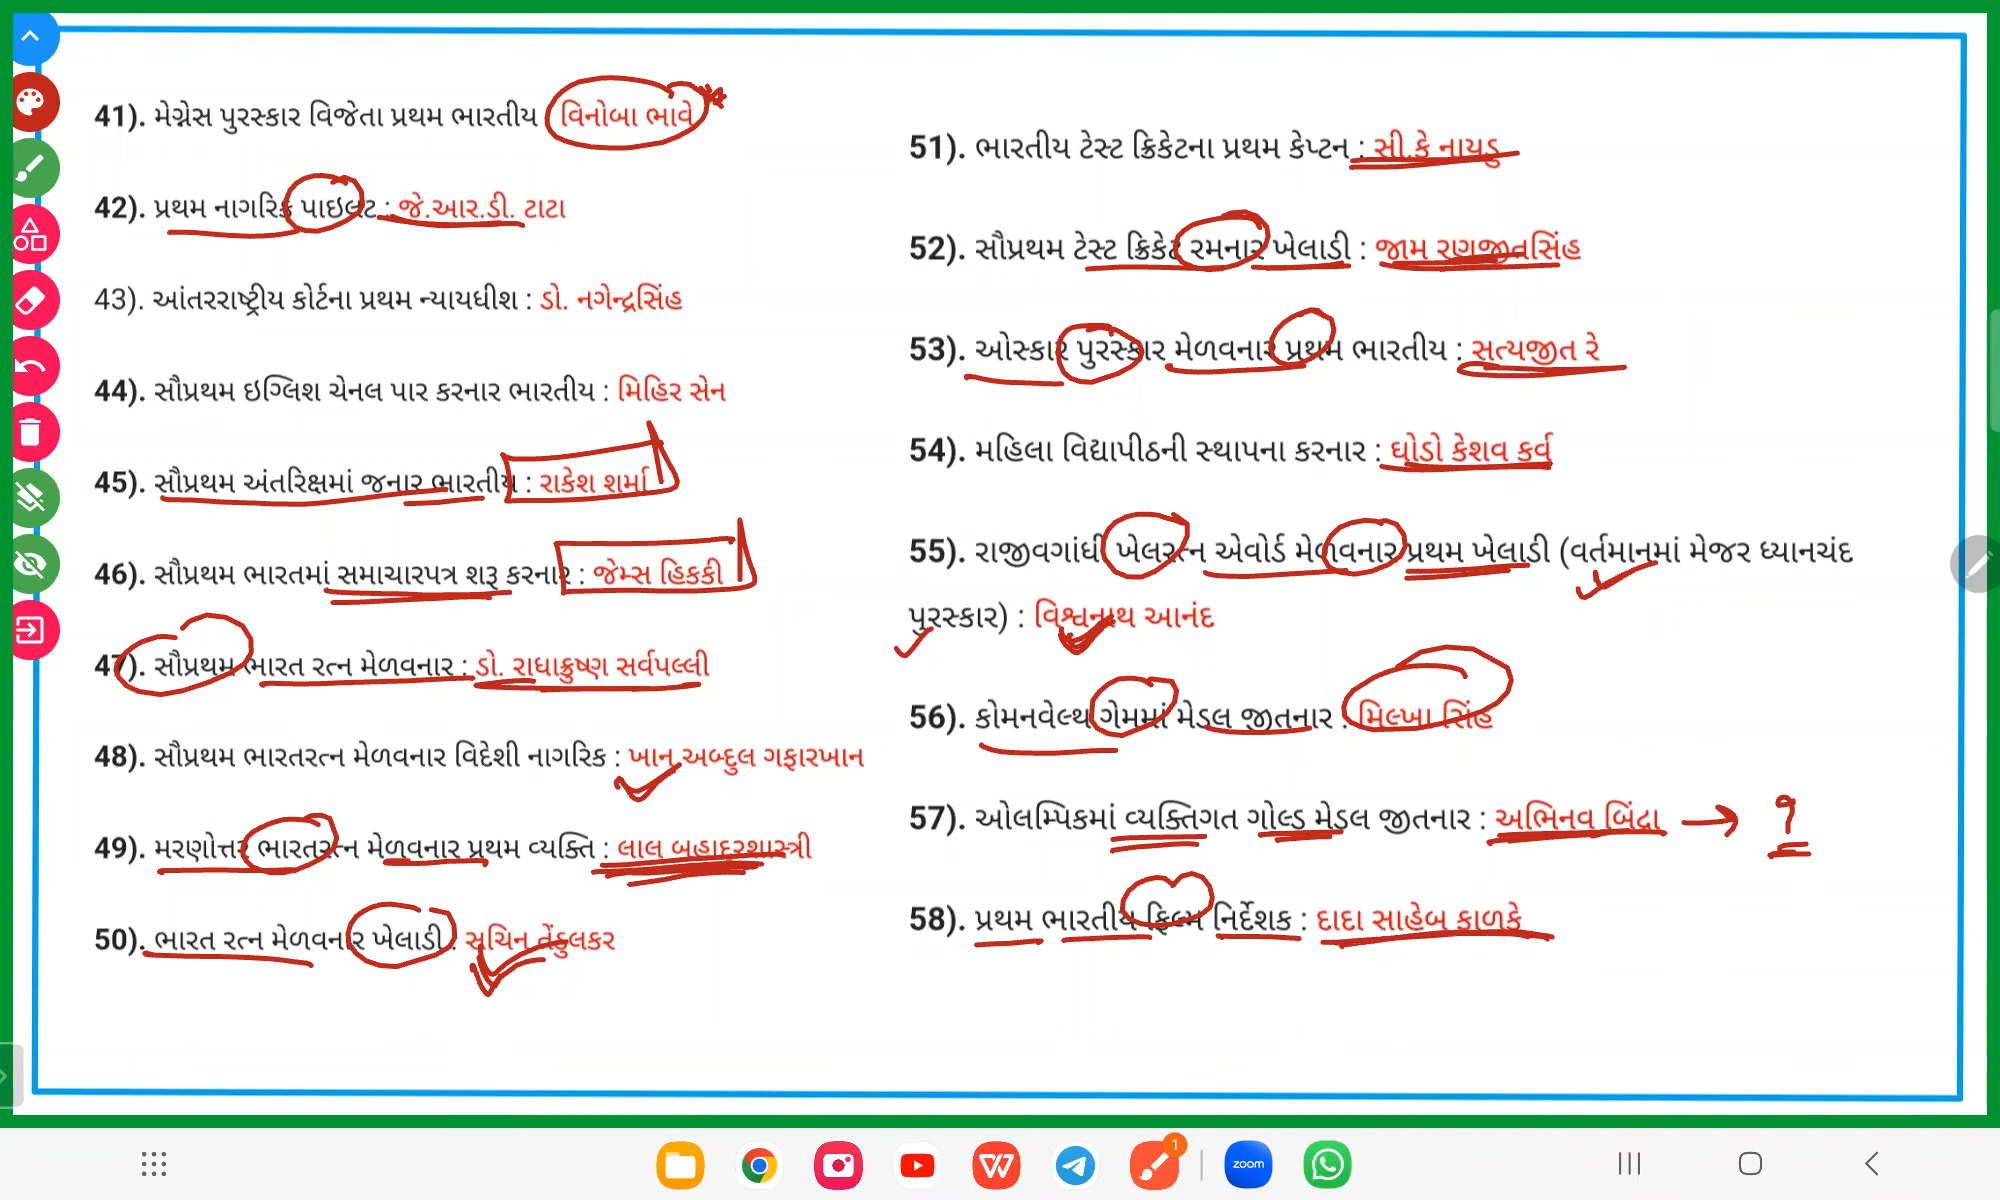 41). મેગ્નેસ પુરસ્કાર વિજેતા પ્રથમ ભારતીય વિનોબા ભાવે
42). પ્રથમ નાગરિક પાઇલટ : જે.આર.ડી. ટાટા
43). આંતરરાષ્ટ્રીય કોર્ટના પ્રથમ ન્યાયધીશ : ડો. નગેન્દ્રસિંહ
44). સૌપ્રથમ ઇગ્લિશ ચેનલ પાર કરનાર ભારતીય : મિહિર સેન
45). સૌપ્રથમ અંતરિક્ષમાં જનાર ભારતીય : રાકેશ શર્મા
46). સૌપ્રથમ ભારતમાં સમાચારપત્ર શરૂ કરનાર : જેમ્સ હિકકી
47). સૌપ્રથમ ભારત રત્ન મેળવનાર : ડો. રાધાક્રુષ્ણ સર્વપલ્લી
48). સૌપ્રથમ ભારતરત્ન મેળવનાર વિદેશી નાગરિક : ખાન અબ્દુલ ગફારખાન
49). મરણોત્તર ભારતરત્ન મેળવનાર પ્રથમ વ્યક્તિ : લાલ બહાદુરશાસ્ત્રી
50). ભારત રત્ન મેળવનાર ખેલાડી : સચિન તેંડુલકર
51). ભારતીય ટેસ્ટ ક્રિકેટના પ્રથમ કેપ્ટન : સી.કે નાયડુ
52). સૌપ્રથમ ટેસ્ટ ક્રિકેટ રમનાર ખેલાડી : જામ રણજીતસિંહ
53). ઓસ્કાર પુરસ્કાર મેળવનાર પ્રથમ ભારતીય : સત્યજીત રે
54). મહિલા વિદ્યાપીઠની સ્થાપના કરનાર : ઘોડો કેશવ કર્વ
55). રાજીવગાંધી ખેલરત્ન એવોર્ડ મેળવનાર પ્રથમ ખેલાડી (વર્તમાનમાં મેજર ધ્યાનચંદ
પુરસ્કાર) : વિશ્વનાથ આનંદ
56). કોમનવેલ્થ ગેમમાં મેડલ જીતનાર : મિલ્ખા સિંહ
57). ઓલમ્પિકમાં વ્યક્તિગત ગોલ્ડ મેડલ જીતનાર : અભિનવ બિંદ્રા → ૧
58). પ્રથમ ભારતીય ફિલ્મ નિર્દેશક : દાદા સાહેબ કાળકે
1
zoom